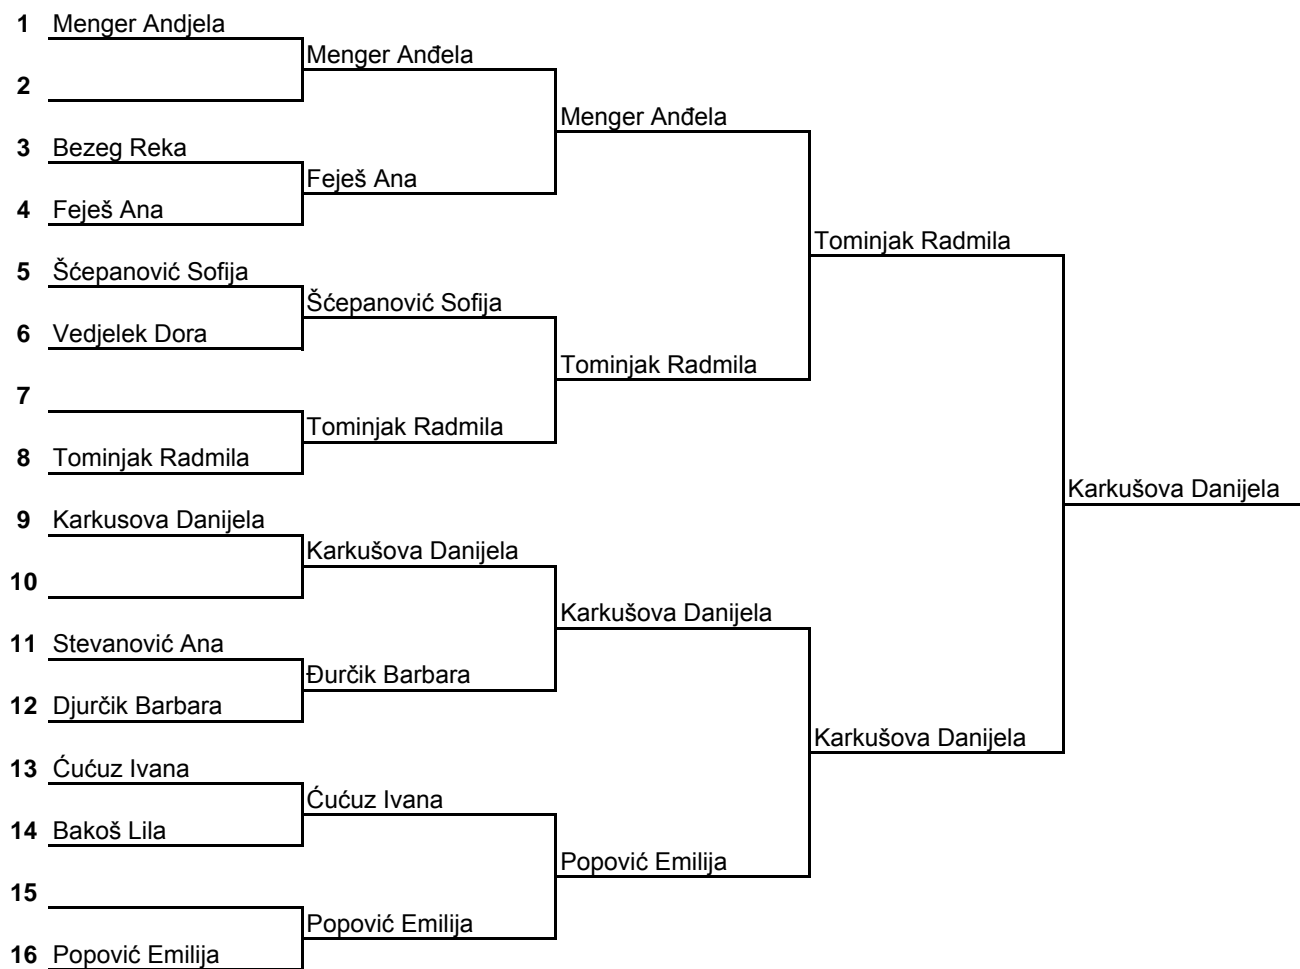 1 Menger Andjela
Menger Anđela
2
Menger Anđela
3 Bezeg Reka
Feješ Ana
4 Feješ Ana
Tominjak Radmila
5 Šćepanović Sofija
Šćepanović Sofija
6 Vedjelek Dora
Tominjak Radmila
7
Tominjak Radmila
8 Tominjak Radmila
Karkušova Danijela
9 Karkusova Danijela
Karkušova Danijela
10
Karkušova Danijela
11 Stevanović Ana
Đurčik Barbara
12 Djurčik Barbara
Karkušova Danijela
13 Ćućuz Ivana
Ćućuz Ivana
14 Bakoš Lila
Popović Emilija
15
Popović Emilija
16 Popović Emilija